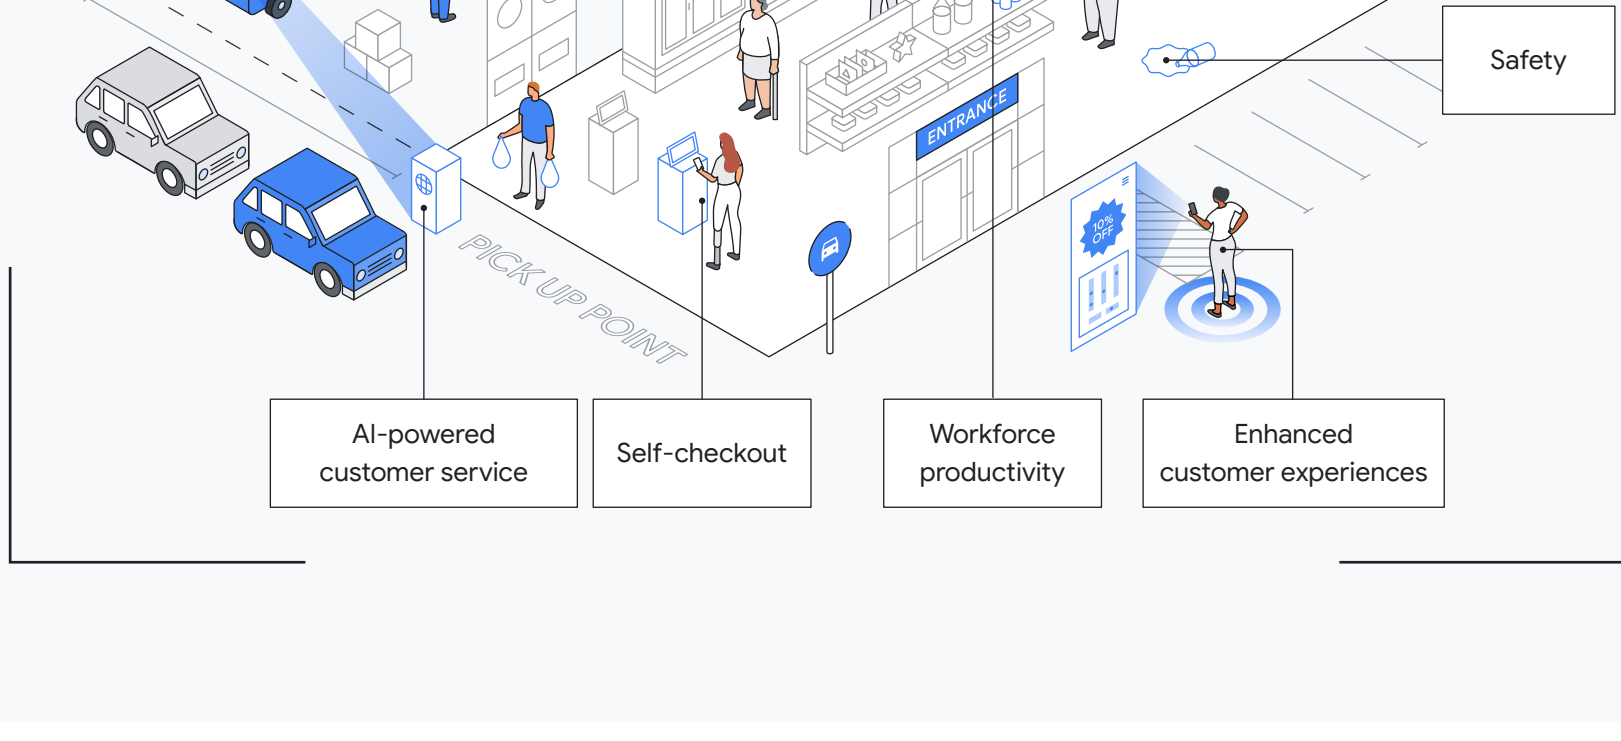 Safety
ENTRANCE
10%
OFF
PICK UP POINT
AI-powered
customer service
Self-checkout
Workforce
productivity
Enhanced
customer experiences